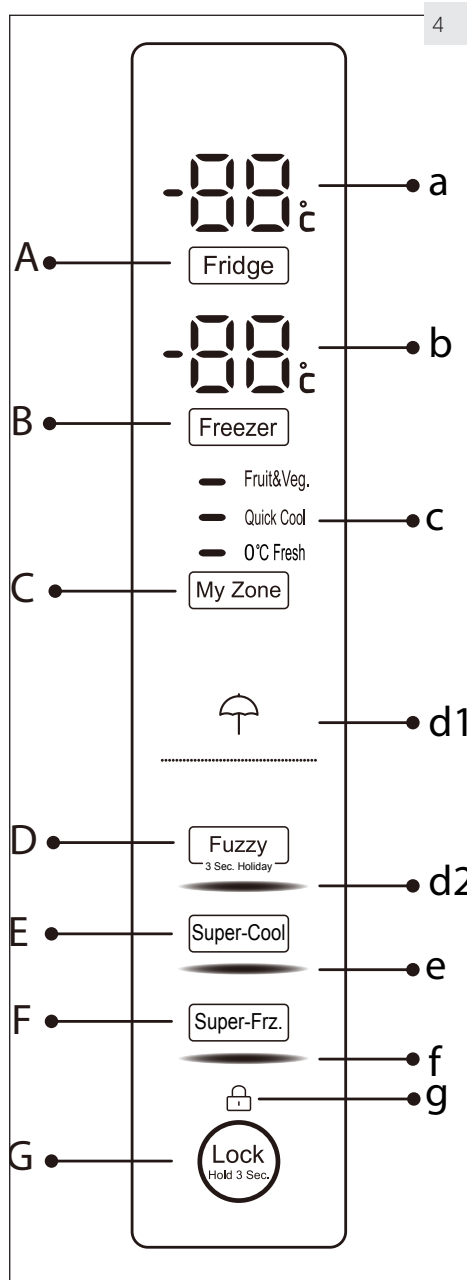 4
-88°c
a
A
Fridge
-88°c
b
B
Freezer
Fruit&Veg.
Quick Cool
c
0°C Fresh
C
My Zone
d1
D
Fuzzy
3 Sec. Holiday
d2
E
Super-Cool
e
F
Super-Frz.
f
g
G
Lock
Hold 3 Sec.